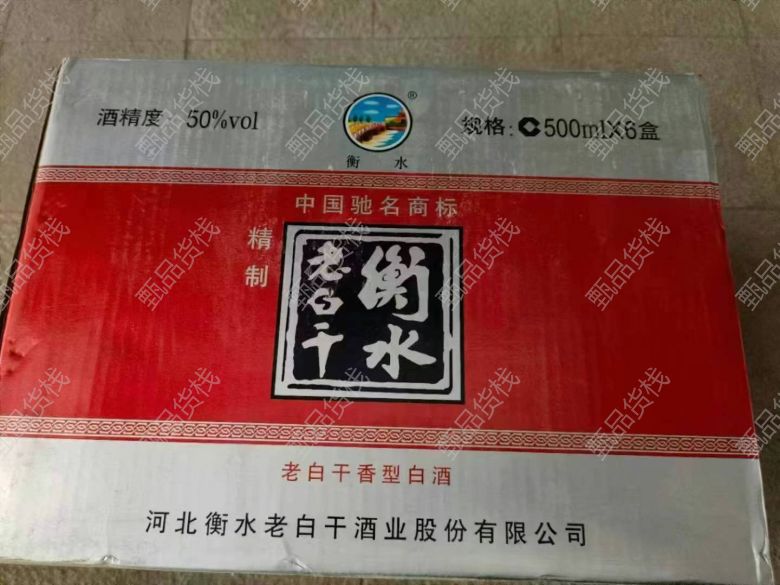 酒精度 50%vol
®
衡水
规格: 500mlX6盒
中国驰名商标
精制
衡水
老白干
老白干香型白酒
河北衡水老白干酒业股份有限公司
甄品货栈